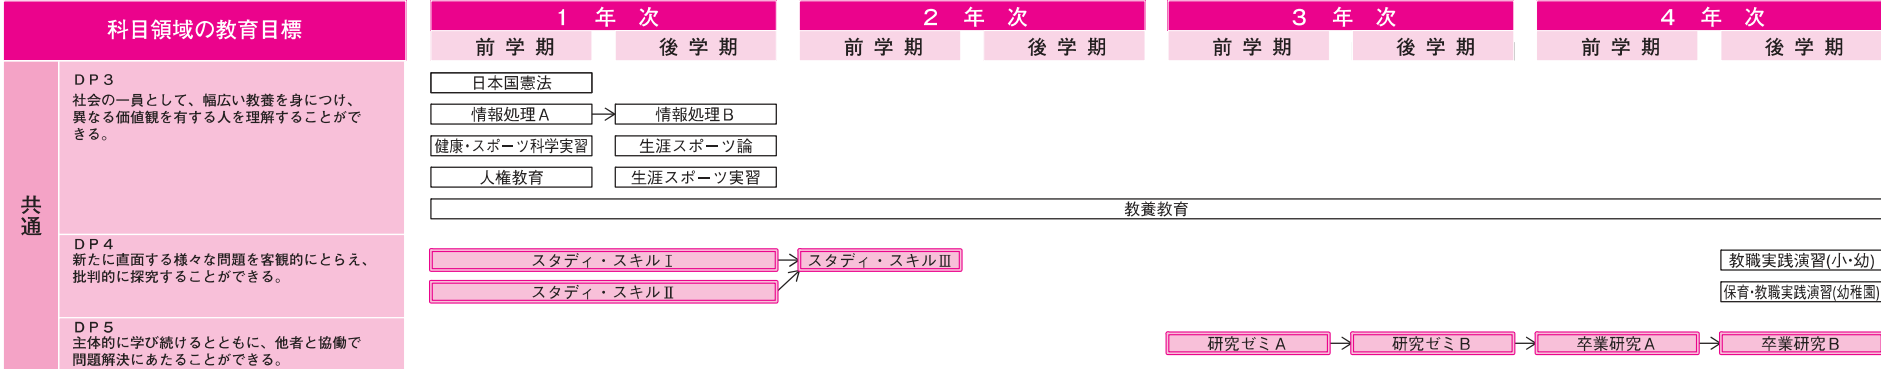 科目領域の教育目標
1 年 次
2 年 次
3 年 次
4 年 次
前 学 期
後 学 期
前 学 期
後 学 期
前 学 期
後 学 期
前 学 期
後 学 期
共通
DP3
社会の一員として、幅広い教養を身につけ、
異なる価値観を有する人を理解することがで
きる。
日本国憲法
情報処理A
情報処理B
健康・スポーツ科学実習
生涯スポーツ論
人権教育
生涯スポーツ実習
教養教育
DP4
新たに直面する様々な問題を客観的にとらえ、
批判的に探究することができる。
スタディ・スキルⅠ
スタディ・スキルⅢ
スタディ・スキルⅡ
教職実践演習(小・幼)
保育・教職実践演習(幼稚園)
DP5
主体的に学び続けるとともに、他者と協働で
問題解決にあたることができる。
研究ゼミA
研究ゼミB
卒業研究A
卒業研究B